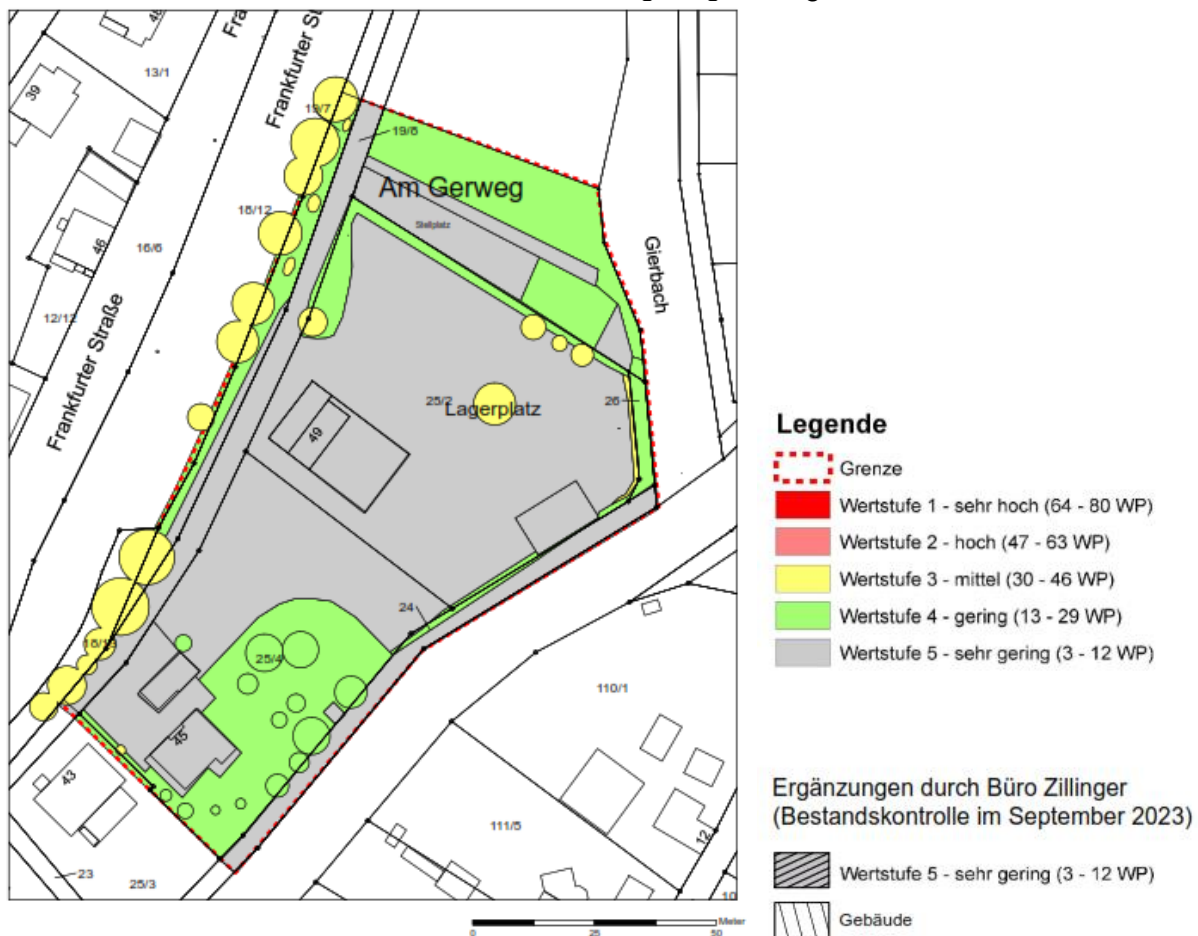 48
Fra
Frankfurter St
13/1
39
19/7
19/6
Am Gerweg
Stellplatz
18/12
46
16/6
Gierbach
12/12
Frankfurter Straße
25/2
Lagerplatz
26
49
24
25/4
110/1
45
43
111/5
12
23
25/3
10
Meter
0
25
50
Legende
Grenze
Wertstufe 1 - sehr hoch (64 - 80 WP)
Wertstufe 2 - hoch (47 - 63 WP)
Wertstufe 3 - mittel (30 - 46 WP)
Wertstufe 4 - gering (13 - 29 WP)
Wertstufe 5 - sehr gering (3 - 12 WP)
Ergänzungen durch Büro Zillinger
(Bestandskontrolle im September 2023)
Wertstufe 5 - sehr gering (3 - 12 WP)
Gebäude